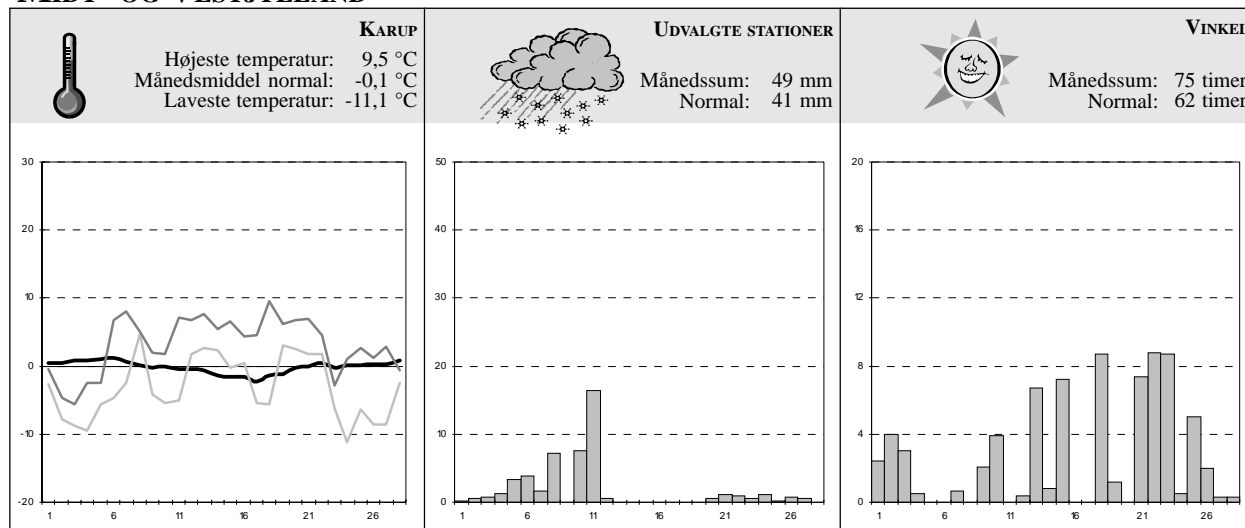 KARUP
Højeste temperatur: 9,5 °C
Månedsmiddel normal: -0,1 °C
Laveste temperatur: -11,1 °C
30
20
10
0
-10
-20
1 6 11 16 21 26
UDVALGTE STATIONER
Månedssum: 49 mm
Normal: 41 mm
50
40
30
20
10
0
1 6 11 16 21 26
VINKEL
Månedssum: 75 timer
Normal: 62 timer
20
16
12
8
4
0
1 6 11 16 21 26